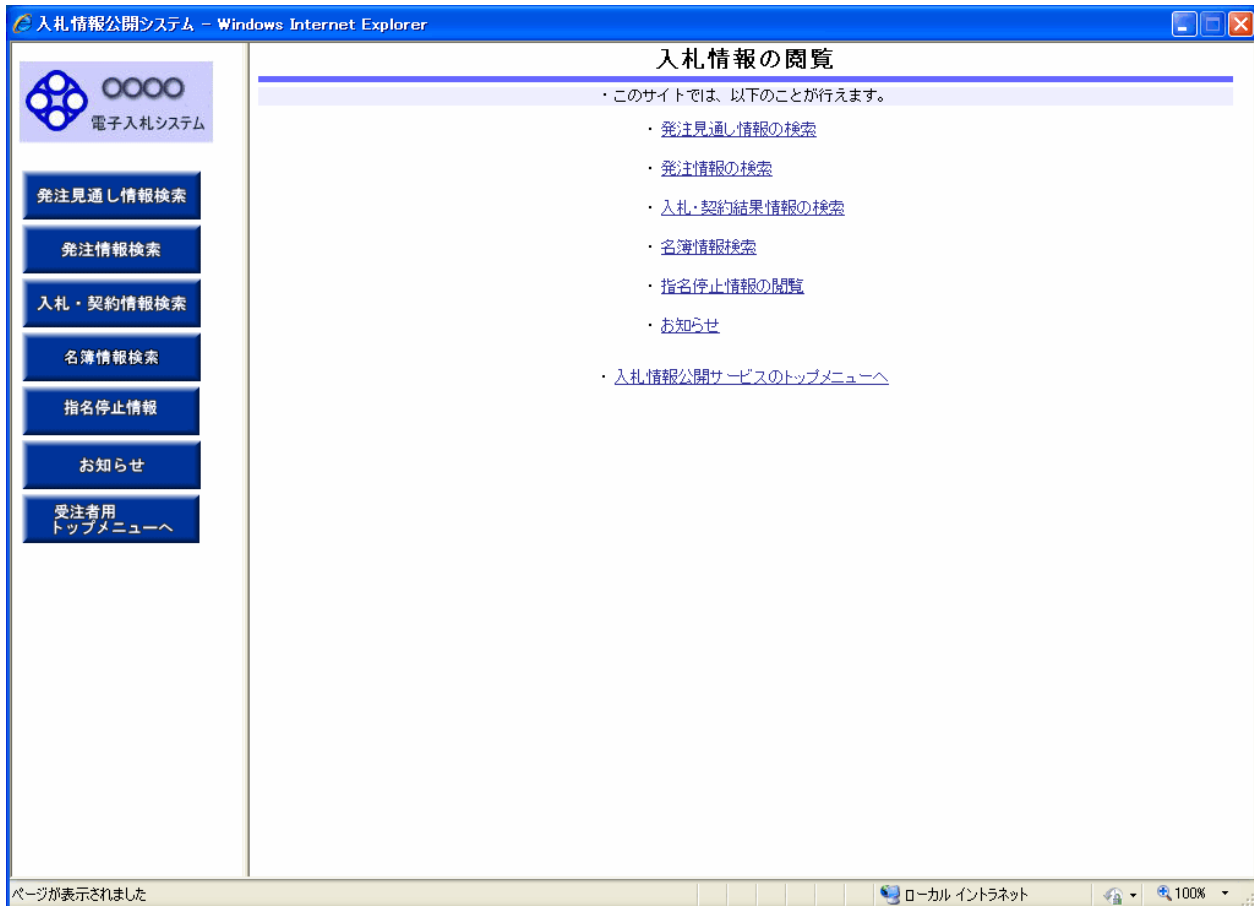 入札情報公開システム - Windows Internet Explorer
○○○○
電子入札システム
発注見通し情報検索
発注情報検索
入札・契約情報検索
名簿情報検索
指名停止情報
お知らせ
受注者用
トップメニューへ
入札情報の閲覧
・このサイトでは、以下のことが行えます。
・発注見通し情報の検索
・発注情報の検索
・入札・契約結果情報の検索
・名簿情報検索
・指名停止情報の閲覧
・お知らせ
・入札情報公開サービスのトップメニューへ
ページが表示されました
ローカル イントラネット
100%